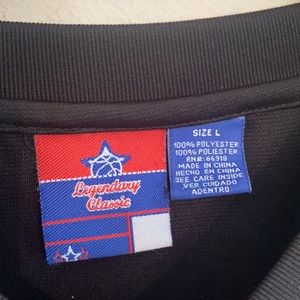 Legendary
Classic
SIZE L
100% POLYESTER
100% POLIESTER
RN#: 66918
MADE IN CHINA
HECHO EN CHINA
SEE CARE INSIDE
VER CUIDADO
ADENTRO